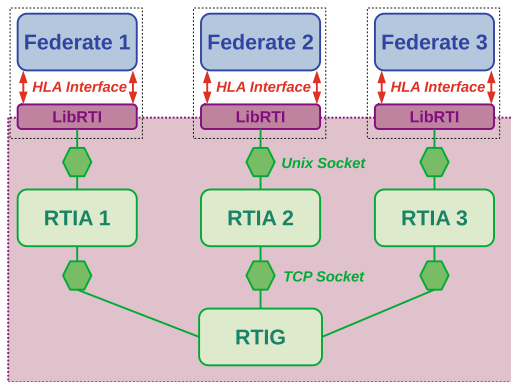 Federate 1
Federate 2
Federate 3
HLA Interface
HLA Interface
HLA Interface
LibRTI
LibRTI
LibRTI
Unix Socket
RTIA 1
RTIA 2
RTIA 3
TCP Socket
RTIG